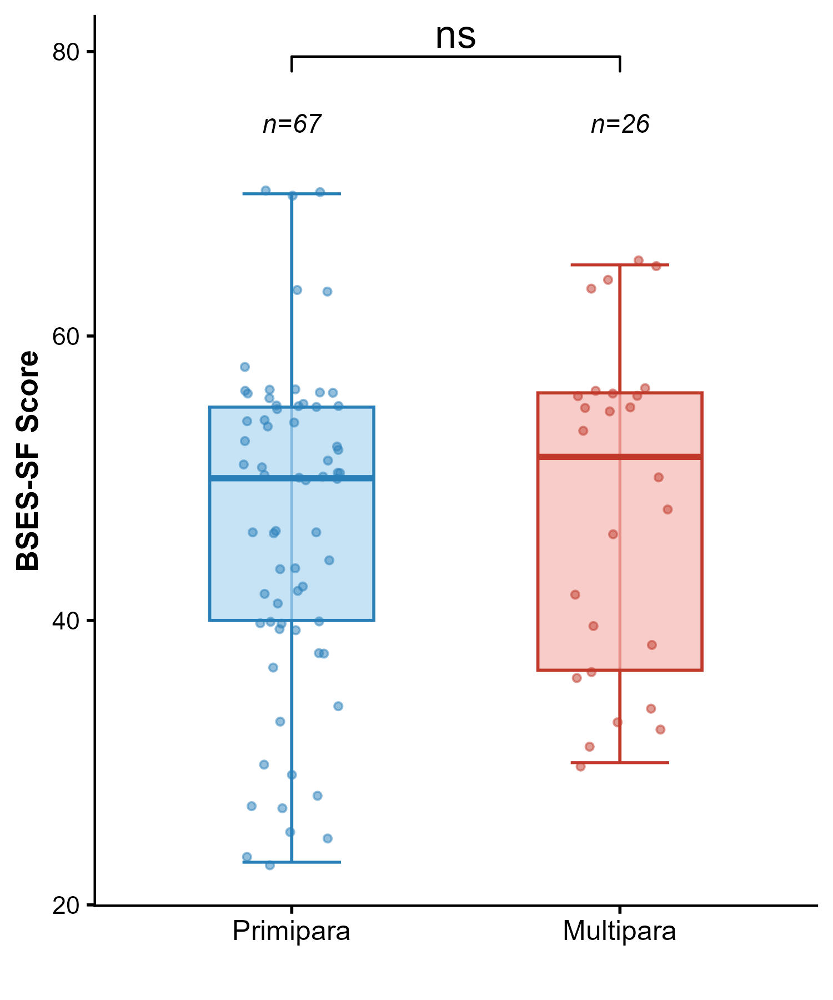 ns
80
n=67
n=26
60
BSES-SF Score
40
20
Primipara
Multipara